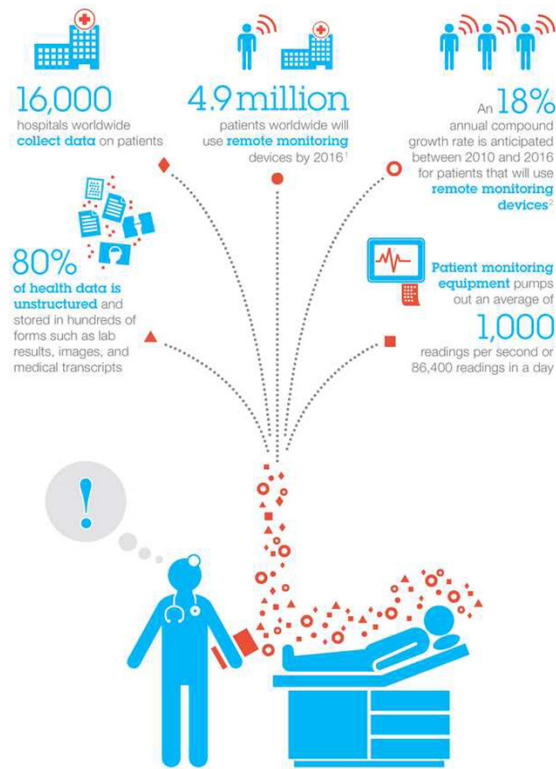 16,000
hospitals worldwide
collect data on patients
4.9 million
patients worldwide will
use remote monitoring
devices by 2016¹
An 18%
annual compound
growth rate is anticipated
between 2010 and 2016
for patients that will use
remote monitoring
devices²
80%
of health data is
unstructured and
stored in hundreds of
forms such as lab
results, images, and
medical transcripts
Patient monitoring
equipment pumps
out an average of
1,000
readings per second or
86,400 readings in a day
!